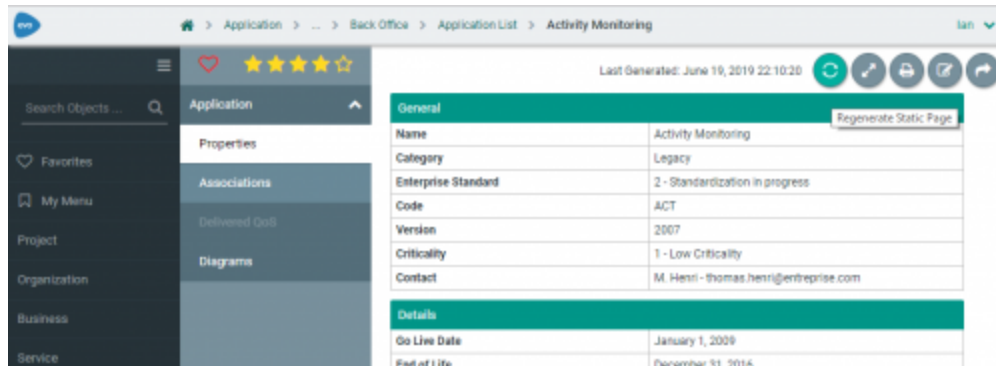 evo
> Application > ... > Back Office > Application List > Activity Monitoring
Ian
Last Generated: June 19, 2019 22:10:20
Search Objects ...
Application
General
Regenerate Static Page
Properties
Name Activity Monitoring
Category Legacy
Favorites
Associations
Enterprise Standard 2 - Standardization in progress
My Menu
Code ACT
Delivered QoS
Version 2007
Project
Criticality 1 - Low Criticality
Diagrams
Contact M. Henri - thomas.henri@entreprise.com
Organization
Details
Business
Go Live Date January 1, 2009
Service
End of Life December 31, 2016